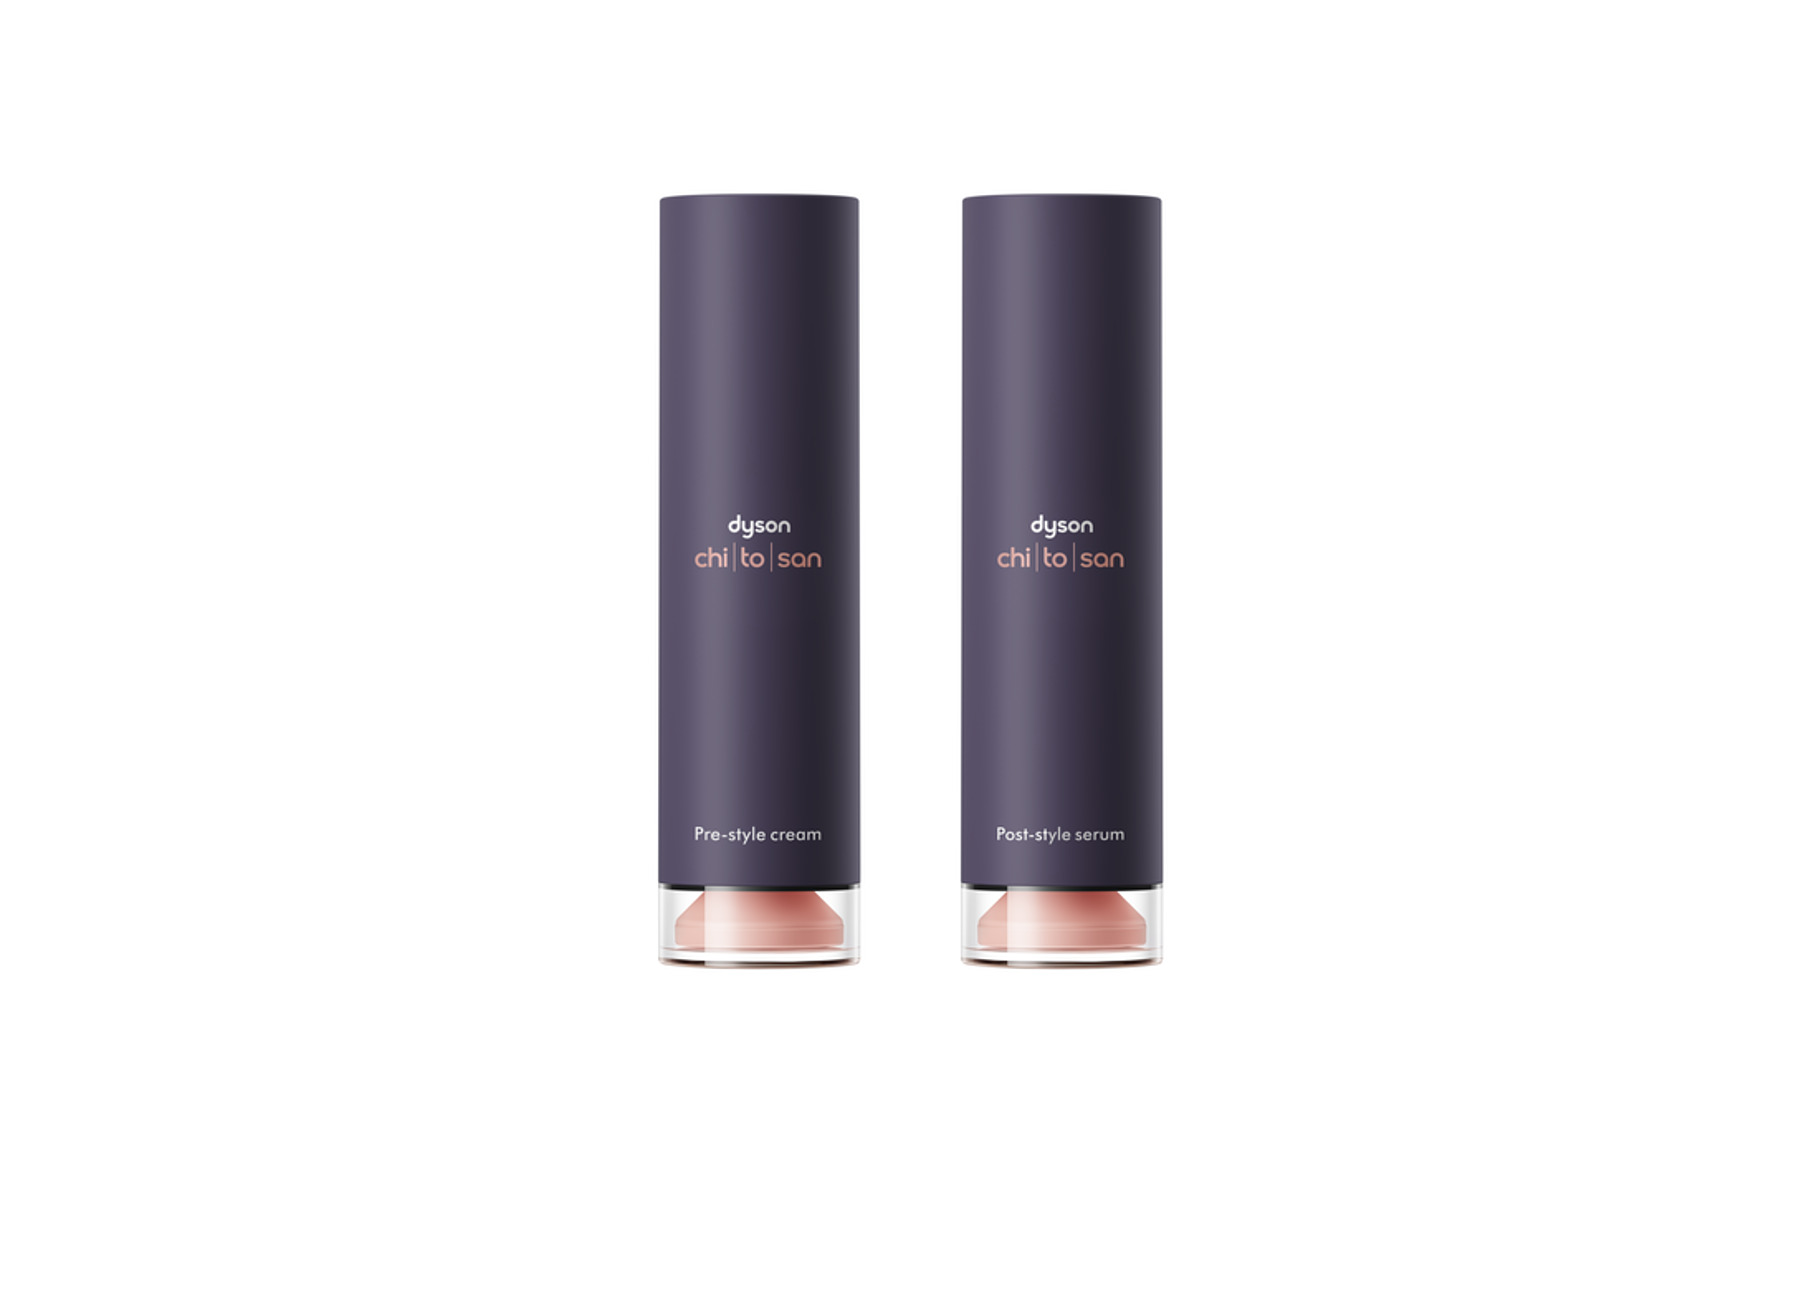 dyson
chi|to|san
Pre-style cream
dyson
chi|to|san
Post-style serum